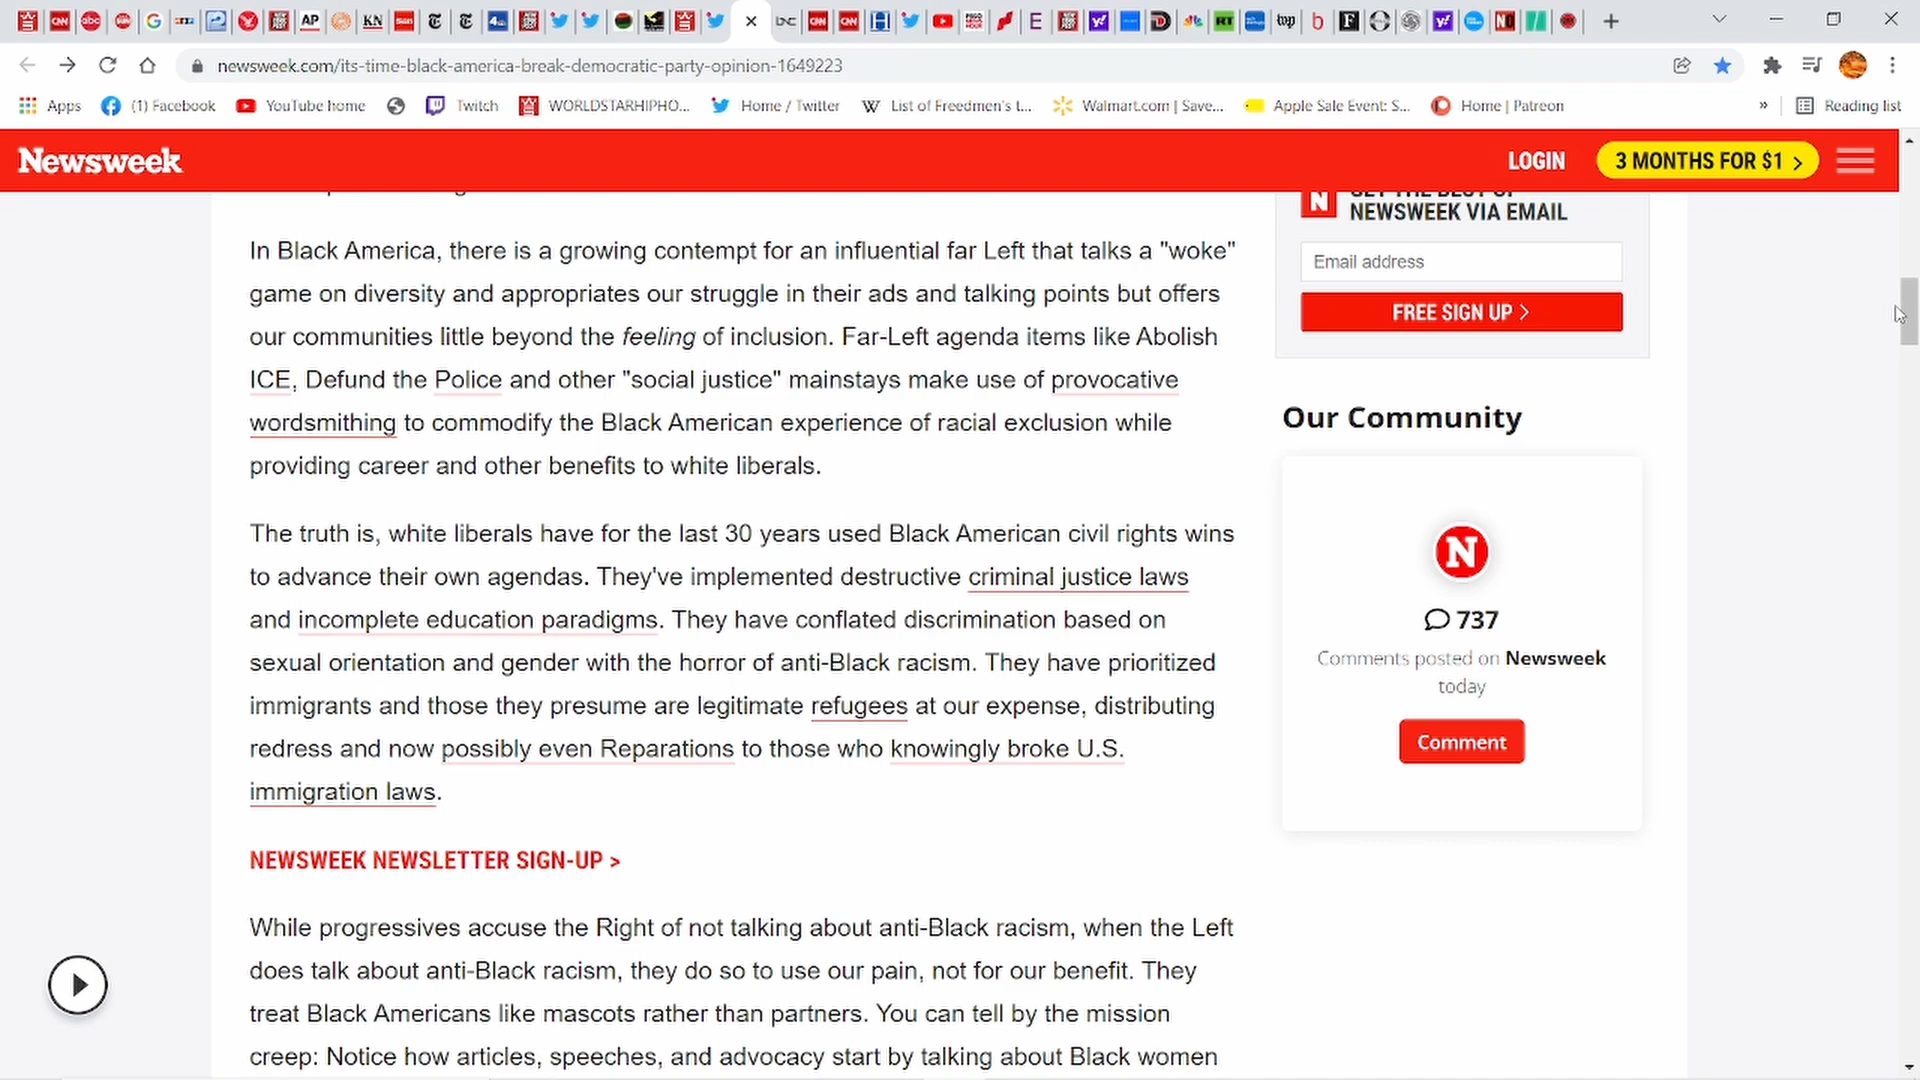 newsweek.com/its-time-black-america-break-democratic-party-opinion-1649223
Apps
(1) Facebook
YouTube home
Twitch
WORLDSTARHIPHO...
Home / Twitter
List of Freedmen's t...
Walmart.com | Save...
Apple Sale Event: S...
Home | Patreon
»
Reading list
Newsweek
LOGIN
3 MONTHS FOR $1 >
In Black America, there is a growing contempt for an influential far Left that talks a "woke"
game on diversity and appropriates our struggle in their ads and talking points but offers
our communities little beyond the feeling of inclusion. Far-Left agenda items like Abolish
ICE, Defund the Police and other "social justice" mainstays make use of provocative
wordsmithing to commodify the Black American experience of racial exclusion while
providing career and other benefits to white liberals.
The truth is, white liberals have for the last 30 years used Black American civil rights wins
to advance their own agendas. They've implemented destructive criminal justice laws
and incomplete education paradigms. They have conflated discrimination based on
sexual orientation and gender with the horror of anti-Black racism. They have prioritized
immigrants and those they presume are legitimate refugees at our expense, distributing
redress and now possibly even Reparations to those who knowingly broke U.S.
immigration laws.
NEWSWEEK NEWSLETTER SIGN-UP >
While progressives accuse the Right of not talking about anti-Black racism, when the Left
does talk about anti-Black racism, they do so to use our pain, not for our benefit. They
treat Black Americans like mascots rather than partners. You can tell by the mission
creep: Notice how articles, speeches, and advocacy start by talking about Black women
N
GET THE BEST OF
NEWSWEEK VIA EMAIL
Email address
FREE SIGN UP >
Our Community
N
737
Comments posted on Newsweek
today
Comment